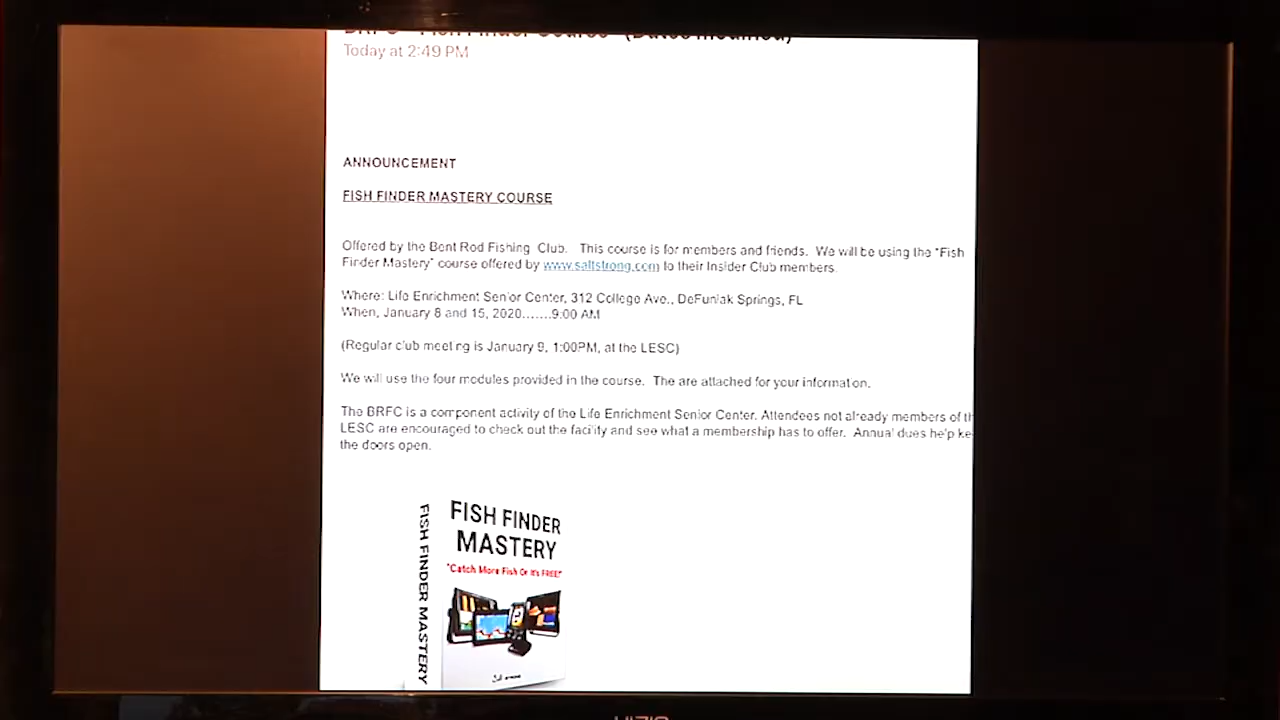 BRFC - Fish Finder Course - (Dates modified)
Today at 2:49 PM
ANNOUNCEMENT
FISH FINDER MASTERY COURSE
Offered by the Bent Rod Fishing Club. This course is for members and friends. We will be using the "Fish
Finder Mastery" course offered by www.saltstrong.com to their Insider Club members.
Where: Life Enrichment Senior Center, 312 College Ave., DeFuniak Springs, FL
When, January 8 and 15, 2020.......9:00 AM
(Regular club meeting is January 9, 1:00PM, at the LESC)
We will use the four modules provided in the course. The are attached for your information.
The BRFC is a component activity of the Life Enrichment Senior Center. Attendees not already members of th
LESC are encouraged to check out the facility and see what a membership has to offer. Annual dues help ke
the doors open.
FISH FINDER MASTERY
FISH FINDER
MASTERY
"Catch More Fish Or It's FREE!"
VIZIO